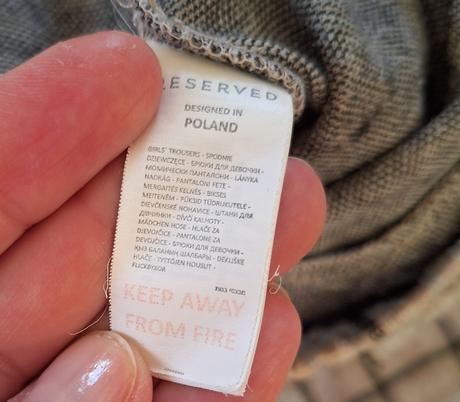 RESERVED
DESIGNED IN
POLAND
GIRLS' TROUSERS - SPODNIE
DZIEWCZĘCE - БРЮКИ ДЛЯ ДЕВОЧКИ -
МОМИЧЕСКИ ПАНТАЛОНИ - LÁNYKA
NADRÁG - PANTALONI FETE -
MERGAITĖS KELNĖS - BIKSES
MEITENĒM - PÜKSID TÜDRUKUTELE -
DIEVČENSKÉ NOHAVICE - ШТАНИ ДЛЯ
ДІВЧИНКИ - DÍVČÍ KALHOTY -
MÄDCHEN HOSE - HLAČE ZA
DJEVOJČICE - PANTALONE ZA
DEVOJČICE - БРЮКИ ДЛЯ ДЕВОЧКИ -
ҚЫЗ БАЛАНЫҢ ШАЛБАРЫ - DEKLIŠKE
HLAČE - TYTTÖJEN HOUSUT -
FLICKBYXOR
KEEP AWAY
FROM FIRE